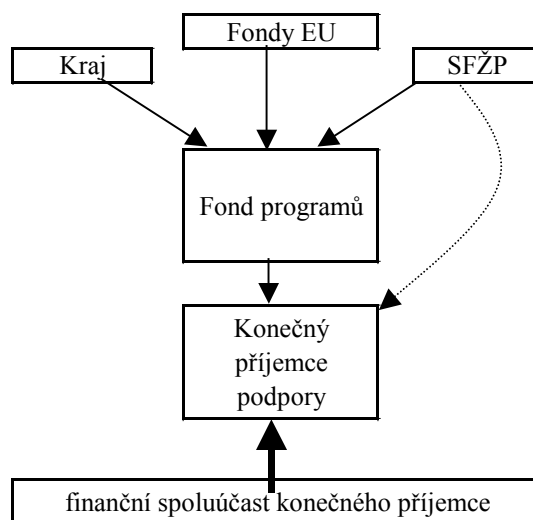 Fondy EU
Kraj
SFŽP
Fond programů
Konečný
příjemce
podpory
finanční spoluúčast konečného příjemce